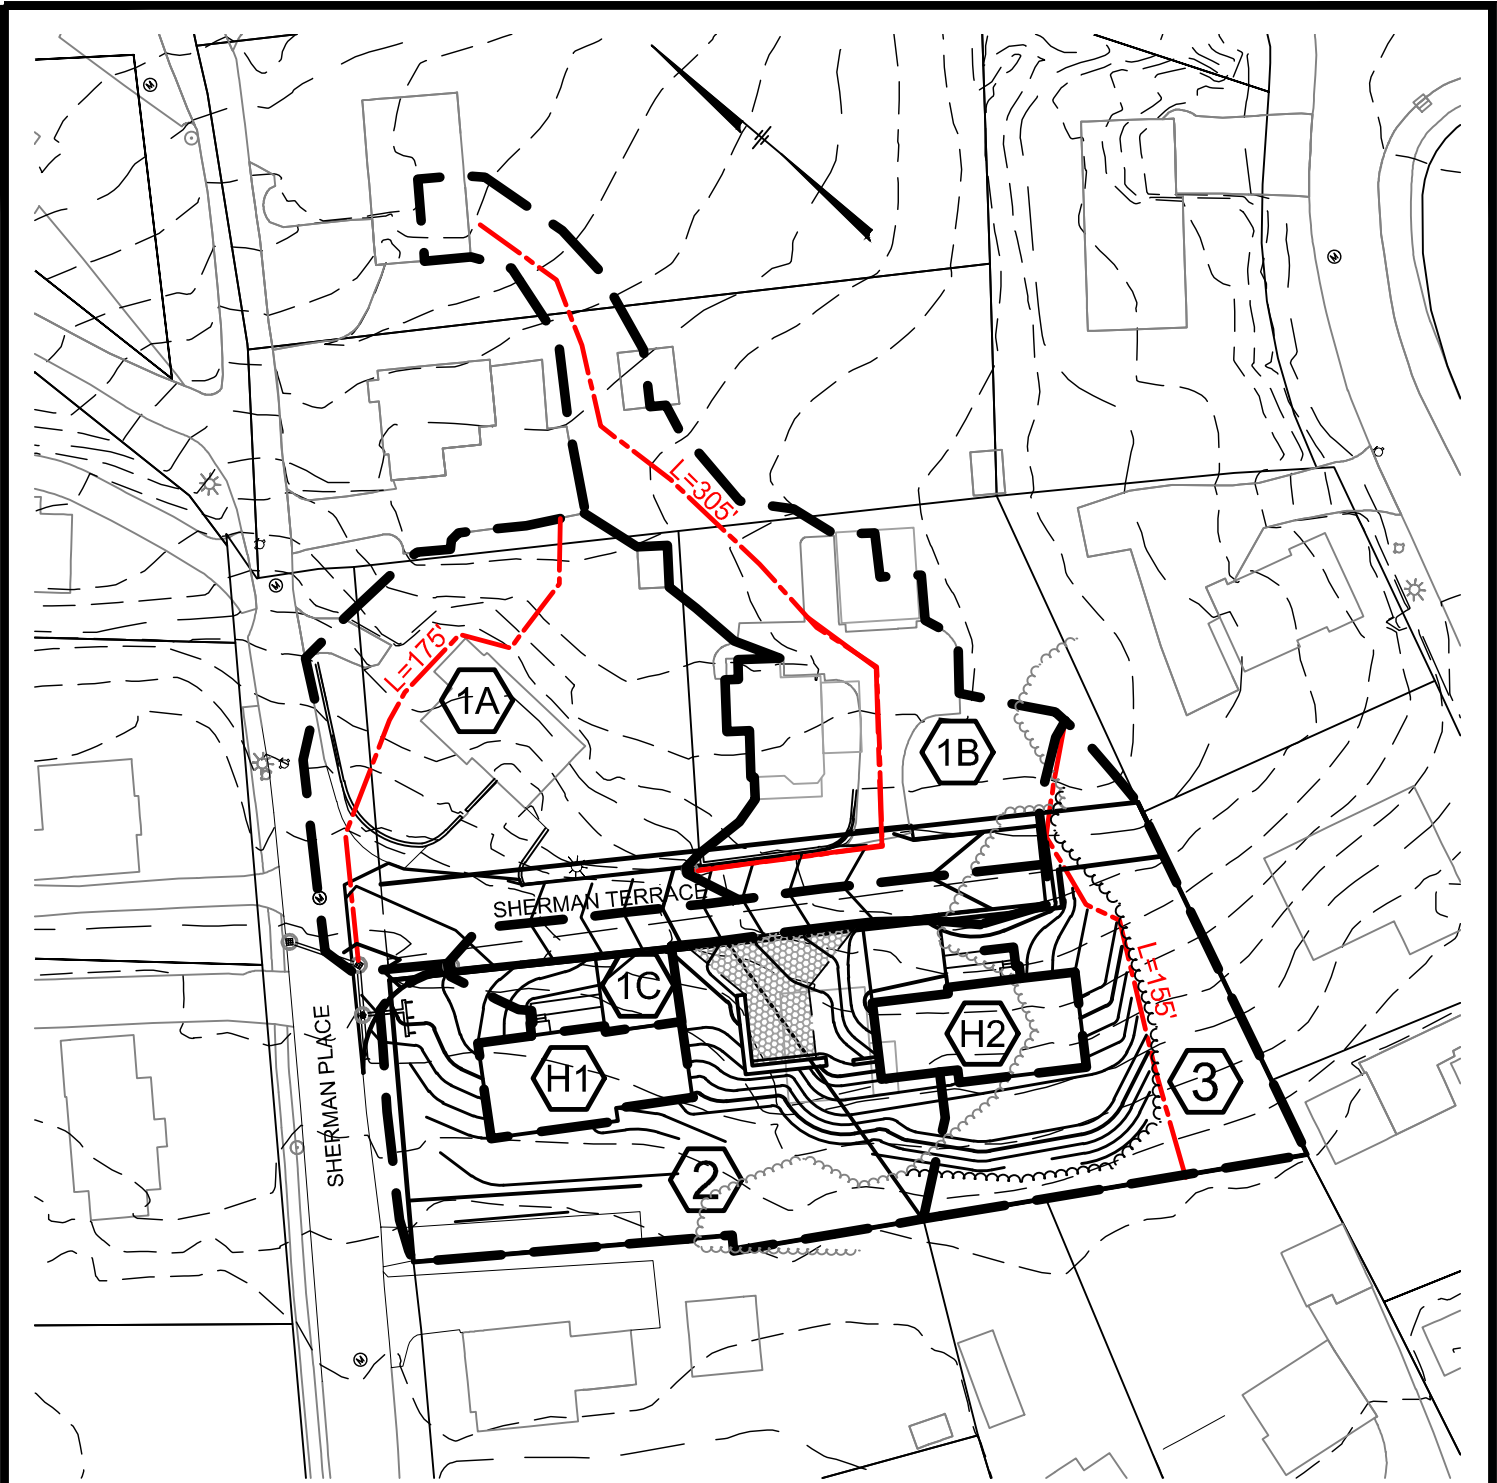 L=305'
L=175'
1A
1B
SHERMAN TERRACE
1C
L=155'
H2
H1
3
SHERMAN PLACE
2
M
M
M
M
M